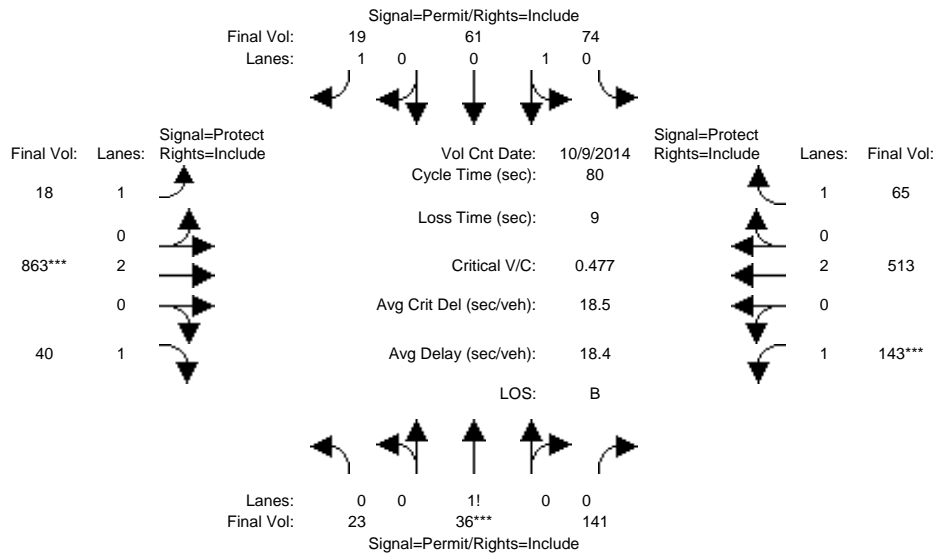 Signal=Permit/Rights=Include
Final Vol: 19 61 74
Lanes: 1 0 0 1 0
Signal=Protect
Final Vol: Lanes: Rights=Include
Vol Cnt Date: 10/9/2014
Signal=Protect
Rights=Include Lanes: Final Vol:
Cycle Time (sec): 80
18 1
1 65
Loss Time (sec): 9
0
0
863*** 2
Critical V/C: 0.477
2 513
0
Avg Crit Del (sec/veh): 18.5
0
40 1
Avg Delay (sec/veh): 18.4
1 143***
LOS: B
Lanes: 0 0 1! 0 0
Final Vol: 23 36*** 141
Signal=Permit/Rights=Include